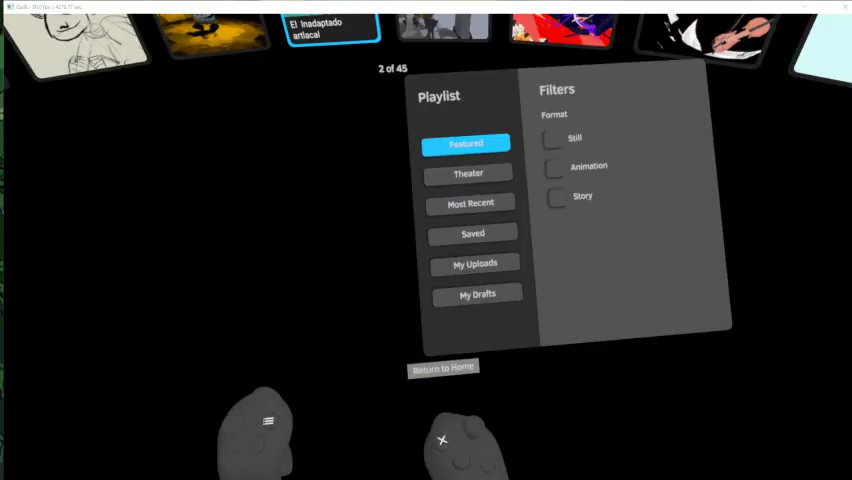 El Inadaptado
artlacal
2 of 45
Playlist
Featured
Theater
Most Recent
Saved
My Uploads
My Drafts
Filters
Format
Still
Animation
Story
Return to Home